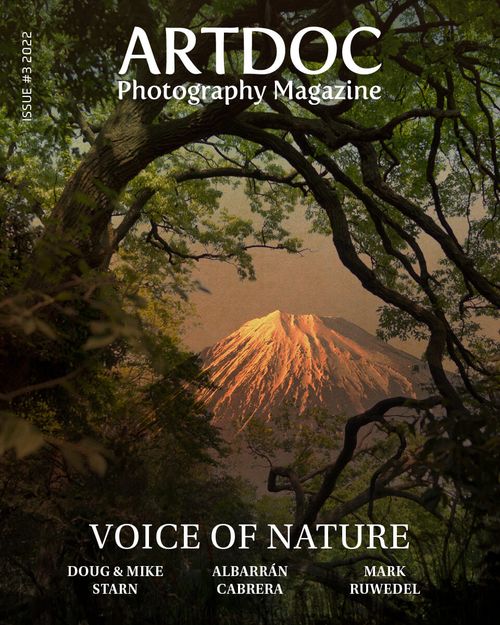 ISSUE #3 2022
ARTDOC
Photography Magazine
VOICE OF NATURE
DOUG & MIKE
STARN
ALBARRÁN
CABRERA
MARK
RUWEDEL